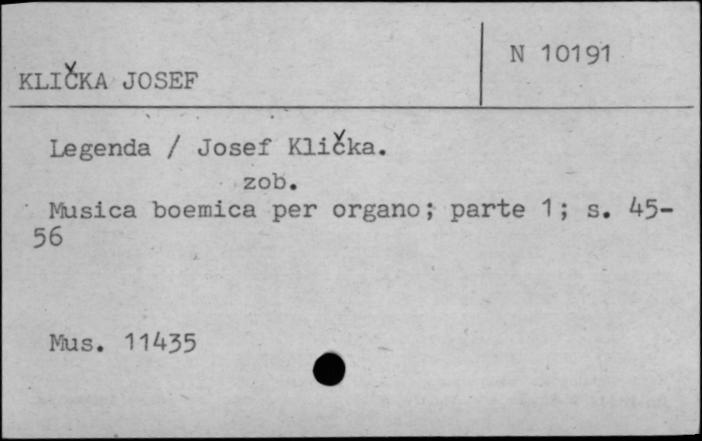 N 10191
KLIČKA JOSEF
Legenda / Josef Klička.
zob.
Musica boemica per organo; parte 1; s. 45-
56
Mus. 11435